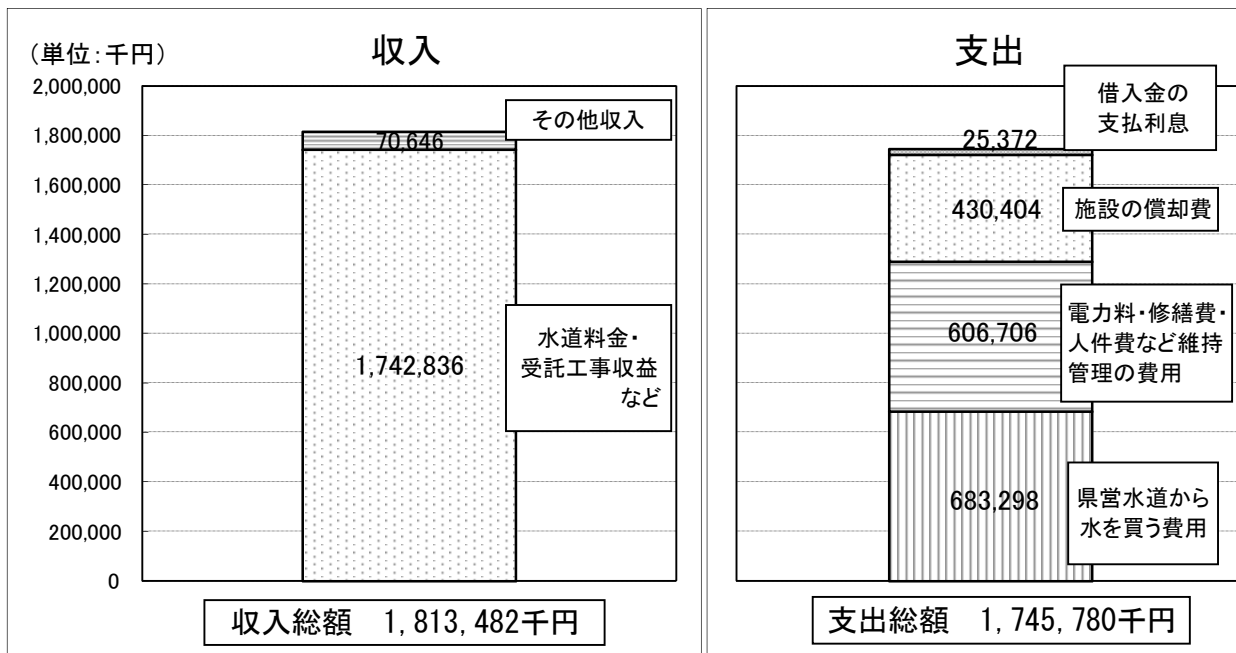 （単位：千円）
収入
2,000,000
1,800,000
1,600,000
1,400,000
1,200,000
1,000,000
800,000
600,000
400,000
200,000
0
その他収入
70,646
1,742,836
水道料金・
受託工事収益
など
収入総額　1,813,482千円
支出
借入金の
支払利息
25,372
430,404
施設の償却費
606,706
電力料・修繕費・
人件費など維持
管理の費用
683,298
県営水道から
水を買う費用
支出総額　1,745,780千円